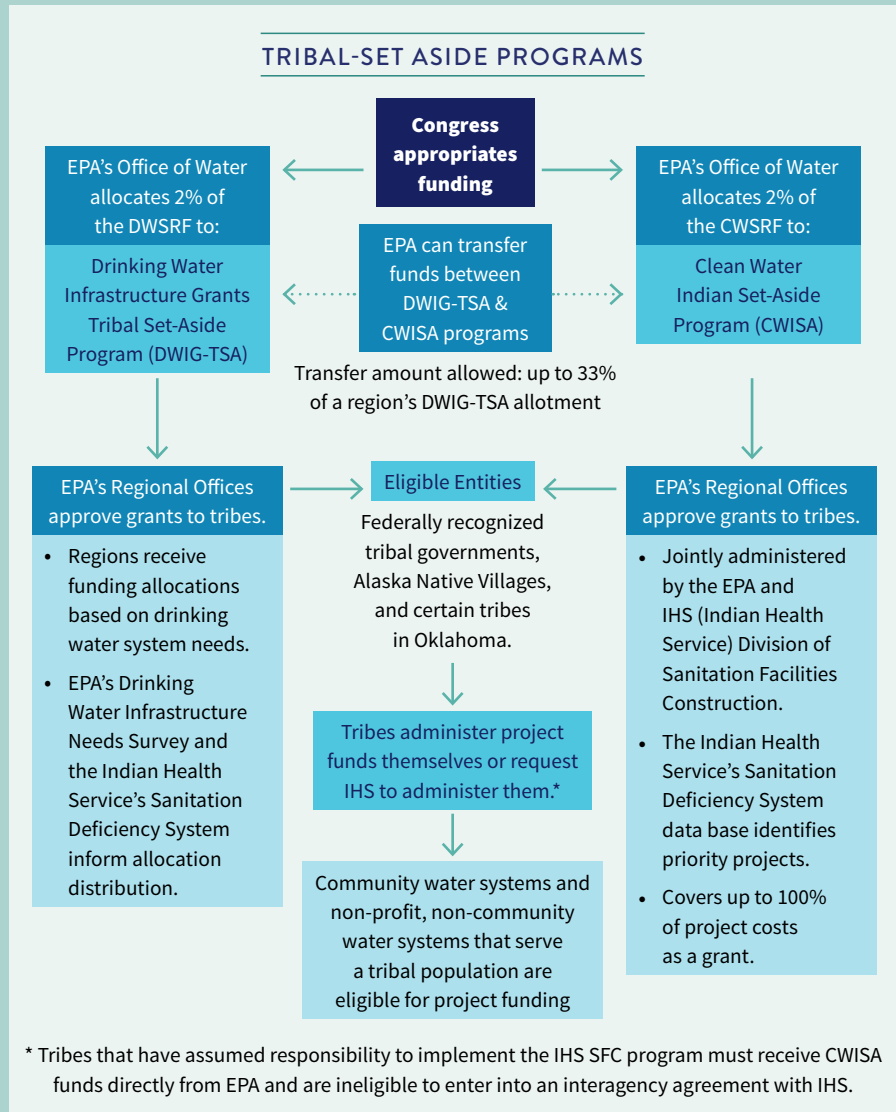 TRIBAL-SET ASIDE PROGRAMS
Congress
appropriates
funding
EPA’s Office of Water
allocates 2% of
the DWSRF to:
Drinking Water
Infrastructure Grants
Tribal Set-Aside
Program (DWIG-TSA)
EPA can transfer
funds between
DWIG-TSA &
CWISA programs
Transfer amount allowed: up to 33%
of a region’s DWIG-TSA allotment
EPA’s Office of Water
allocates 2% of
the CWSRF to:
Clean Water
Indian Set-Aside
Program (CWISA)
EPA’s Regional Offices
approve grants to tribes.
• Regions receive
funding allocations
based on drinking
water system needs.
• EPA’s Drinking
Water Infrastructure
Needs Survey and
the Indian Health
Service’s Sanitation
Deficiency System
inform allocation
distribution.
Eligible Entities
Federally recognized
tribal governments,
Alaska Native Villages,
and certain tribes
in Oklahoma.
Tribes administer project
funds themselves or request
IHS to administer them.*
Community water systems and
non-profit, non-community
water systems that serve
a tribal population are
eligible for project funding
EPA’s Regional Offices
approve grants to tribes.
• Jointly administered
by the EPA and
IHS (Indian Health
Service) Division of
Sanitation Facilities
Construction.
• The Indian Health
Service’s Sanitation
Deficiency System
data base identifies
priority projects.
• Covers up to 100%
of project costs
as a grant.
* Tribes that have assumed responsibility to implement the IHS SFC program must receive CWISA
funds directly from EPA and are ineligible to enter into an interagency agreement with IHS.